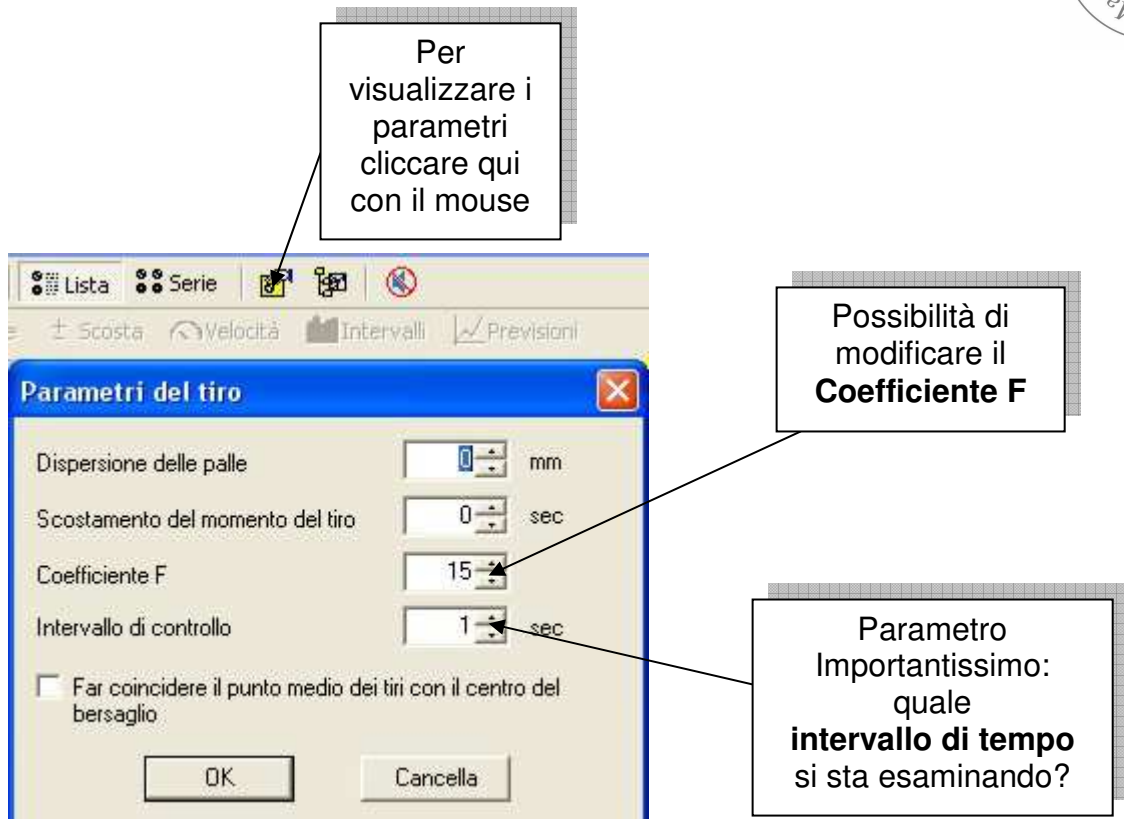 Per
visualizzare i
parametri
cliccare qui
con il mouse
Lista Serie
± Scosta Velocità Intervalli Previsioni
Possibilità di
modificare il
Coefficiente F
Parametri del tiro
Dispersione delle palle 0 mm
Scostamento del momento del tiro 0 sec
Coefficiente F 15
Intervallo di controllo 1 sec
Far coincidere il punto medio dei tiri con il centro del
bersaglio
OK Cancella
Parametro
Importantissimo:
quale
intervallo di tempo
si sta esaminando?